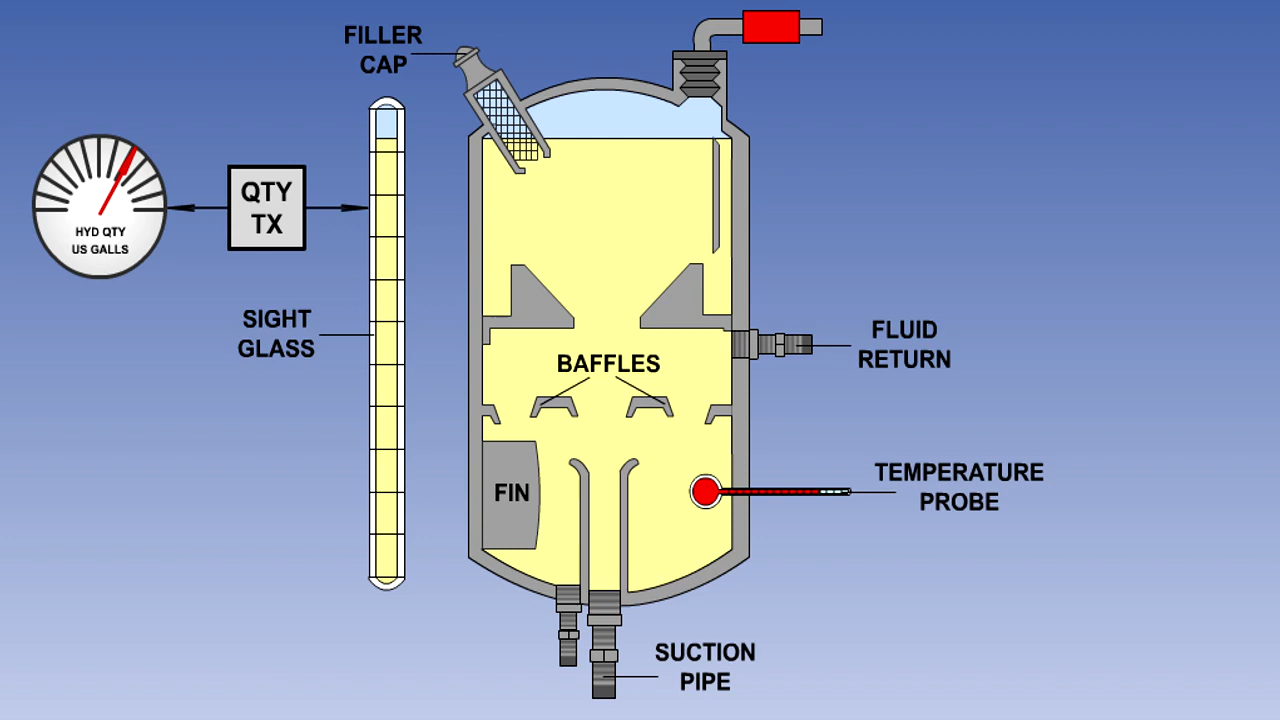 FILLER
CAP
QTY
TX
HYD QTY
US GALLS
SIGHT
GLASS
BAFFLES
FLUID
RETURN
FIN
TEMPERATURE
PROBE
SUCTION
PIPE